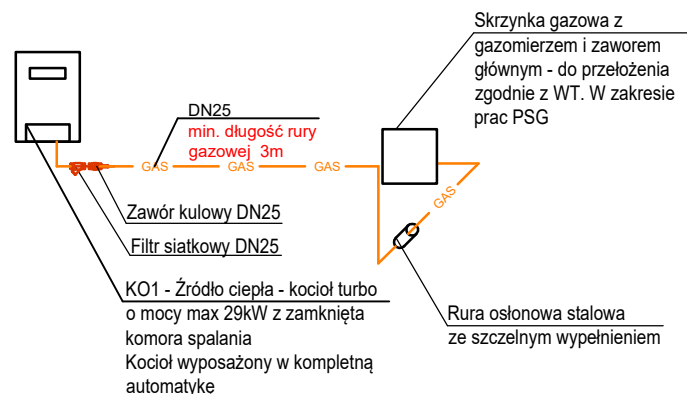 Skrzynka gazowa z
gazomierzem i zaworem
głównym - do przełożenia
zgodnie z WT. W zakresie
prac PSG
DN25
min. długość rury
gazowej 3m
GAS
GAS
GAS
GAS
Zawór kulowy DN25
Filtr siatkowy DN25
KO1 - Źródło ciepła - kocioł turbo
o mocy max 29kW z zamknięta
komora spalania
Kocioł wyposażony w kompletną
automatykę
Rura osłonowa stalowa
ze szczelnym wypełnieniem